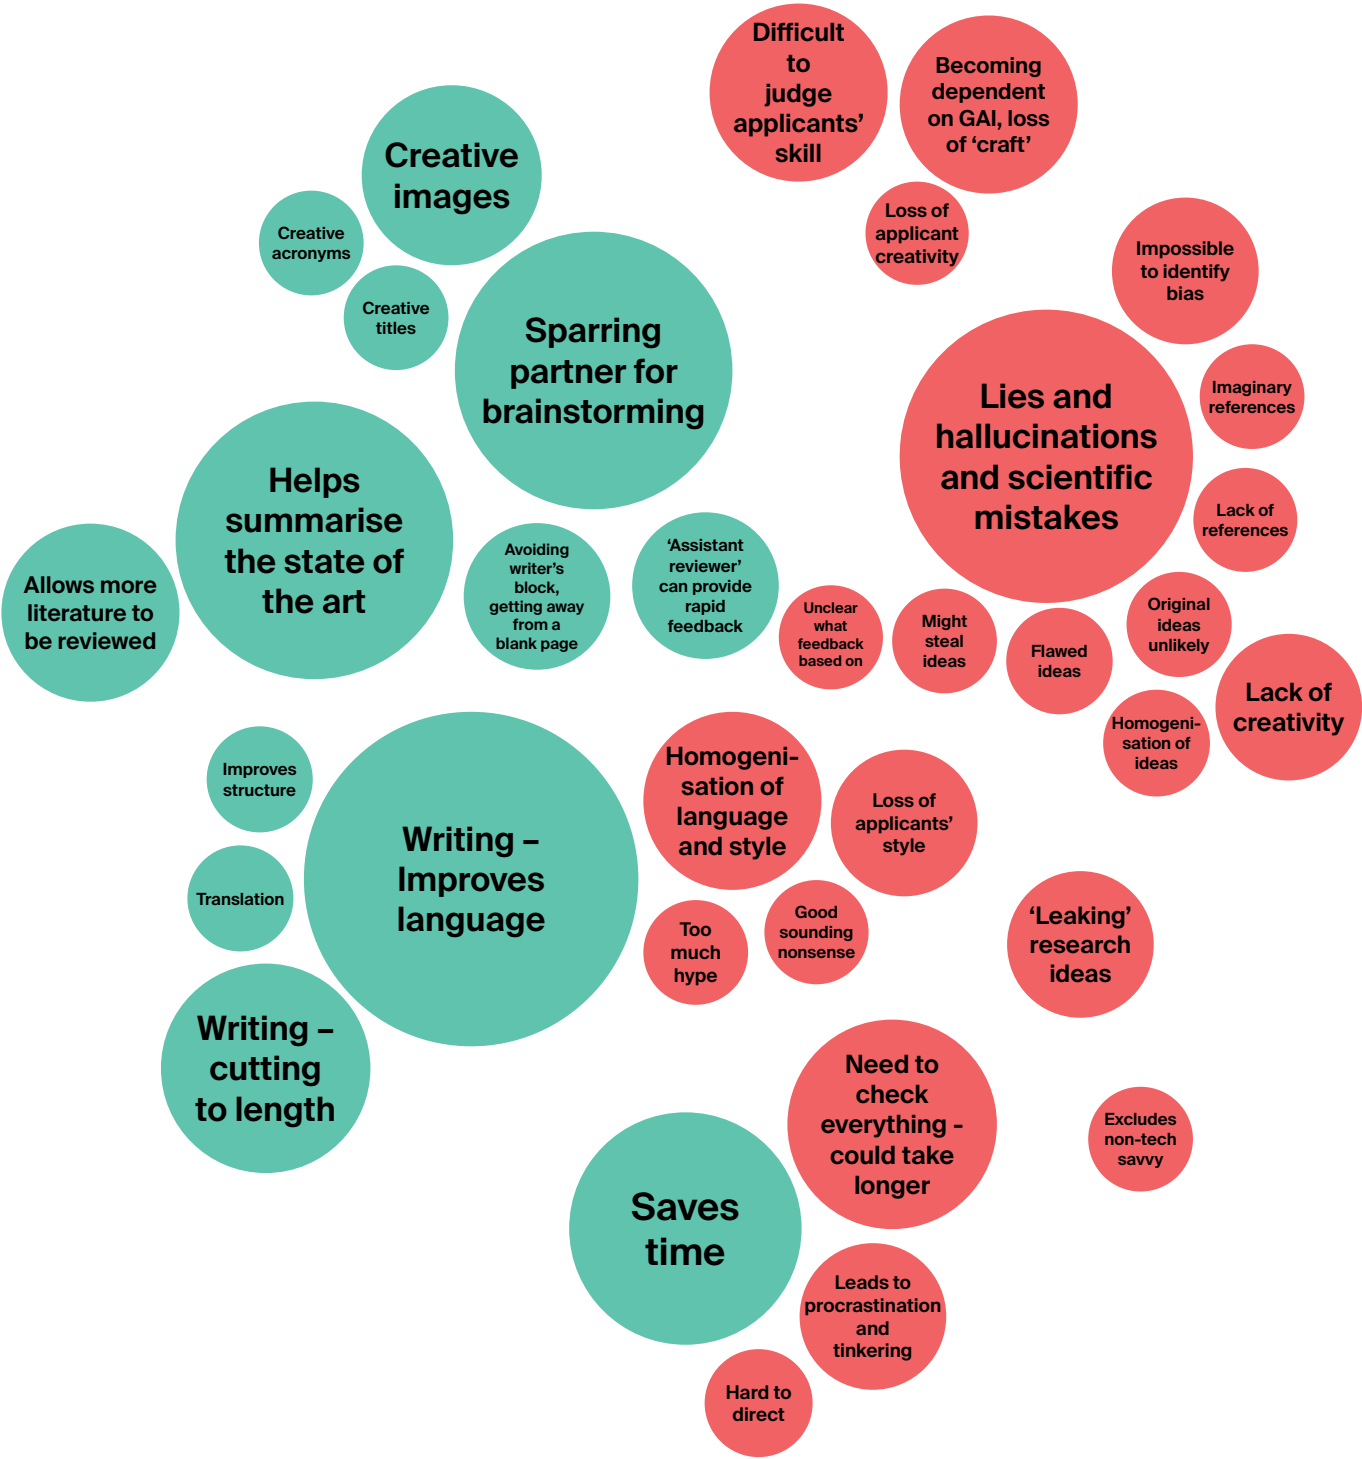 Difficult
to
judge
applicants’
skill
Becoming
dependent
on GAI, loss
of ‘craft’
Creative
images
Creative
acronyms
Creative
titles
Loss of
applicant
creativity
Impossible
to identify
bias
Sparring
partner for
brainstorming
Lies and
hallucinations
and scientific
mistakes
Imaginary
references
Lack of
references
Helps
summarise
the state of
the art
Allows more
literature to
be reviewed
Avoiding
writer’s
block,
getting away
from a
blank page
‘Assistant
reviewer’
can provide
rapid
feedback
Unclear
what
feedback
based on
Might
steal
ideas
Flawed
ideas
Original
ideas
unlikely
Lack of
creativity
Homogeni-
sation of
ideas
Improves
structure
Translation
Writing –
Improves
language
Homogeni-
sation of
language
and style
Loss of
applicants’
style
Too
much
hype
Good
sounding
nonsense
‘Leaking’
research
ideas
Writing –
cutting
to length
Need to
check
everything -
could take
longer
Excludes
non-tech
savvy
Saves
time
Leads to
procrastination
and
tinkering
Hard to
direct